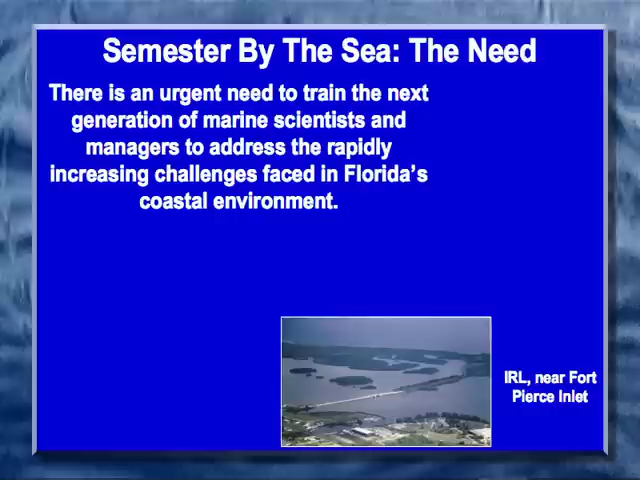 Semester By The Sea: The Need
There is an urgent need to train the next
generation of marine scientists and
managers to address the rapidly
increasing challenges faced in Florida’s
coastal environment.
IRL, near Fort
Pierce Inlet